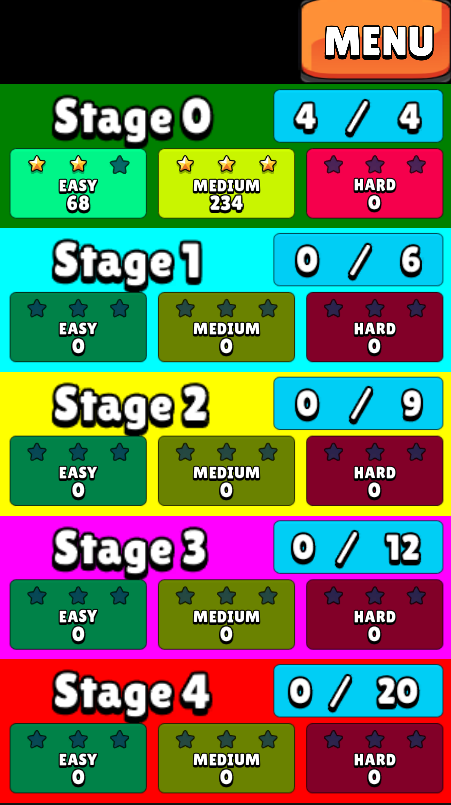 MENU
Stage 0 4 / 4
EASY MEDIUM HARD
68 234 0
Stage 1 0 / 6
EASY MEDIUM HARD
0 0 0
Stage 2 0 / 9
EASY MEDIUM HARD
0 0 0
Stage 3 0 / 12
EASY MEDIUM HARD
0 0 0
Stage 4 0 / 20
EASY MEDIUM HARD
0 0 0